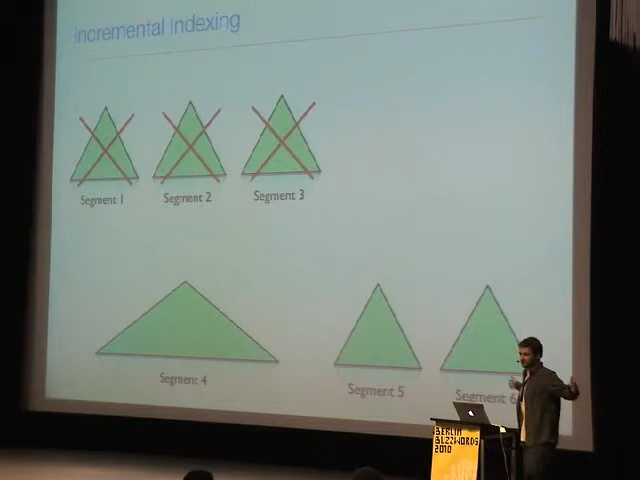 Incremental Indexing
Segment 1
Segment 2
Segment 3
Segment 4
Segment 5
Segment 6
BERLIN
BUZZWORDS
2010